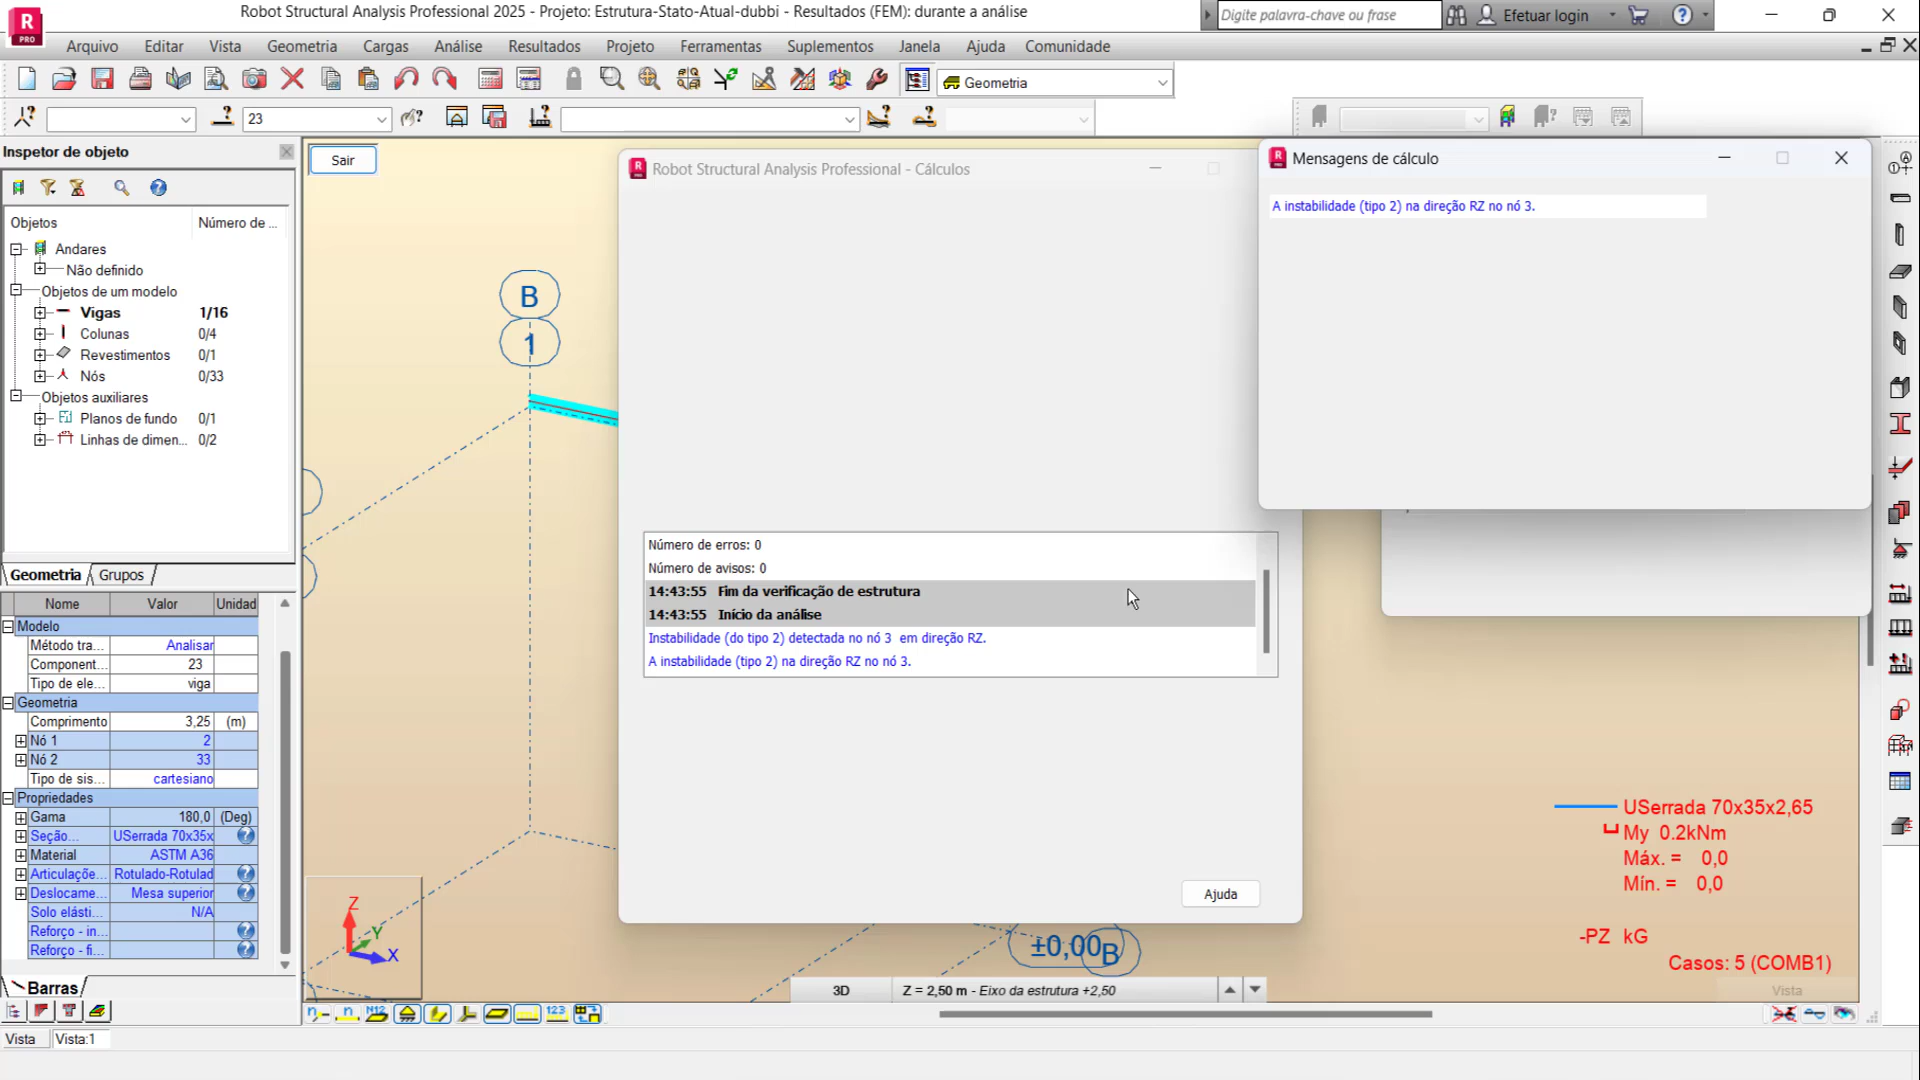 Robot Structural Analysis Professional 2025 - Projeto: Estrutura-Stato-Atual-dubbi - Resultados (FEM): durante a análise
Digite palavra-chave ou frase
Efetuar login
R
PRO
Arquivo Editar Vista Geometria Cargas Análise Resultados Projeto Ferramentas Suplementos Janela Ajuda Comunidade
Geometria
23
Inspetor de objeto
Objetos Número de ...
Andares
Não definido
Objetos de um modelo
Vigas 1/16
Colunas 0/4
Revestimentos 0/1
Nós 0/33
Objetos auxiliares
Planos de fundo 0/1
Linhas de dimen... 0/2
Geometria Grupos
Nome Valor Unidad
Modelo
Método tra... Analisar
Component... 23
Tipo de ele... viga
Geometria
Comprimento 3,25 (m)
Nó 1 2
Nó 2 33
Tipo de sis... cartesiano
Propriedades
Gama 180,0 (Deg)
Seção... USerrada 70x35x
Material ASTM A36
Articulaçõe... Rotulado-Rotulad
Deslocame... Mesa superior
Solo elásti... N/A
Reforço - in...
Reforço - fi...
Barras
Vista Vista:1
Sair
B
1
Z
Y
X
Robot Structural Analysis Professional - Cálculos
Número de erros: 0
Número de avisos: 0
14:43:55 Fim da verificação de estrutura
14:43:55 Início da análise
Instabilidade (do tipo 2) detectada no nó 3 em direção RZ.
A instabilidade (tipo 2) na direção RZ no nó 3.
Ajuda
Mensagens de cálculo
A instabilidade (tipo 2) na direção RZ no nó 3.
USerrada 70x35x2,65
My 0.2kNm
Máx. = 0,0
Mín. = 0,0
-PZ kG
Casos: 5 (COMB1)
±0,00
B
3D Z = 2,50 m - Eixo da estrutura +2,50
Vista